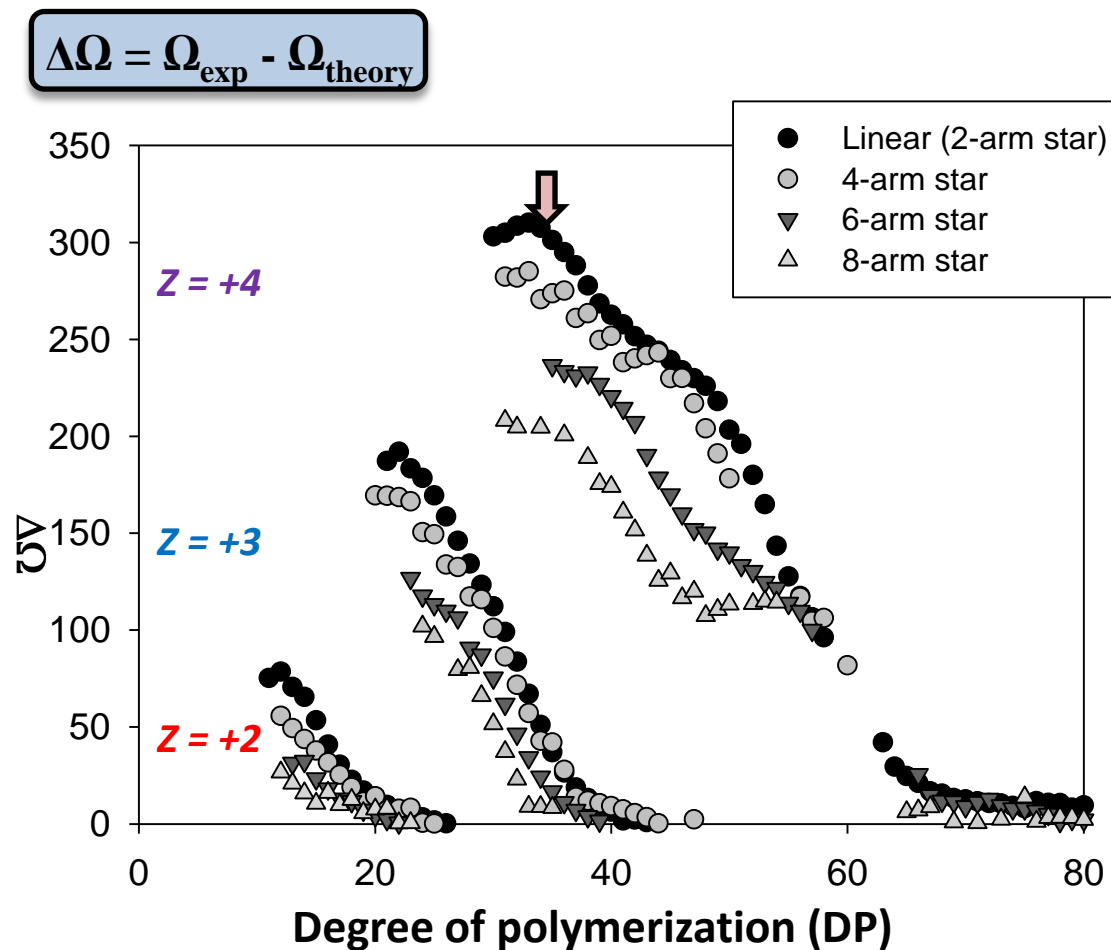 ΔΩ = Ωexp - Ωtheory
Linear (2-arm star)
4-arm star
6-arm star
8-arm star
350
300
250
200
150
100
50
0
ΔΩ
Z = +4
Z = +3
Z = +2
0
20
40
60
80
Degree of polymerization (DP)